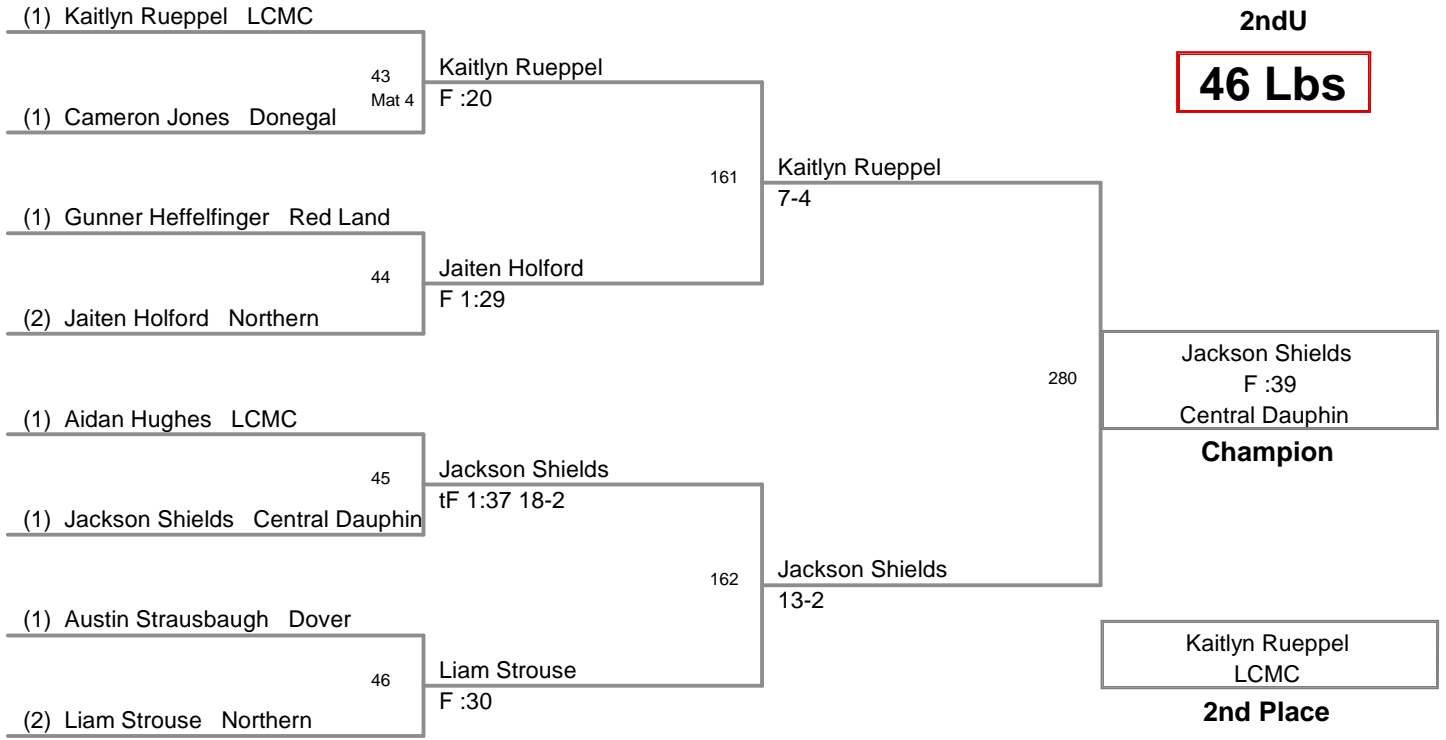 (1) Kaitlyn Rueppel LCMC
2ndU
46 Lbs
43
Mat 4
Kaitlyn Rueppel
F :20
(1) Cameron Jones Donegal
161
Kaitlyn Rueppel
7-4
(1) Gunner Heffelfinger Red Land
44
Jaiten Holford
F 1:29
(2) Jaiten Holford Northern
280
Jackson Shields
F :39
Central Dauphin
Champion
(1) Aidan Hughes LCMC
45
Jackson Shields
tF 1:37 18-2
(1) Jackson Shields Central Dauphin
162
Jackson Shields
13-2
(1) Austin Strausbaugh Dover
46
Liam Strouse
F :30
(2) Liam Strouse Northern
Kaitlyn Rueppel
LCMC
2nd Place